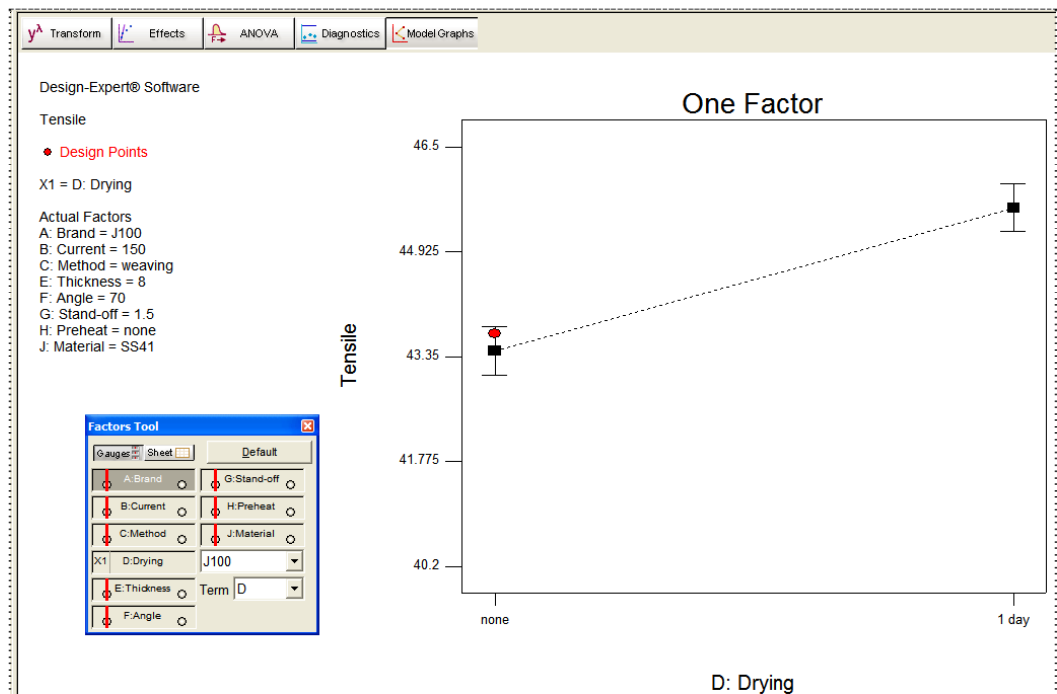 yλ Transform Effects ANOVA Diagnostics Model Graphs
Design-Expert® Software
Tensile
Design Points
X1 = D: Drying
Actual Factors
A: Brand = J100
B: Current = 150
C: Method = weaving
E: Thickness = 8
F: Angle = 70
G: Stand-off = 1.5
H: Preheat = none
J: Material = SS41
Factors Tool
Gauges Sheet Default
A:Brand G:Stand-off
B:Current H:Preheat
C:Method J:Material
X1 D:Drying J100
E:Thickness Term D
F:Angle
One Factor
46.5
44.925
43.35
41.775
40.2
Tensile
none 1 day
D: Drying